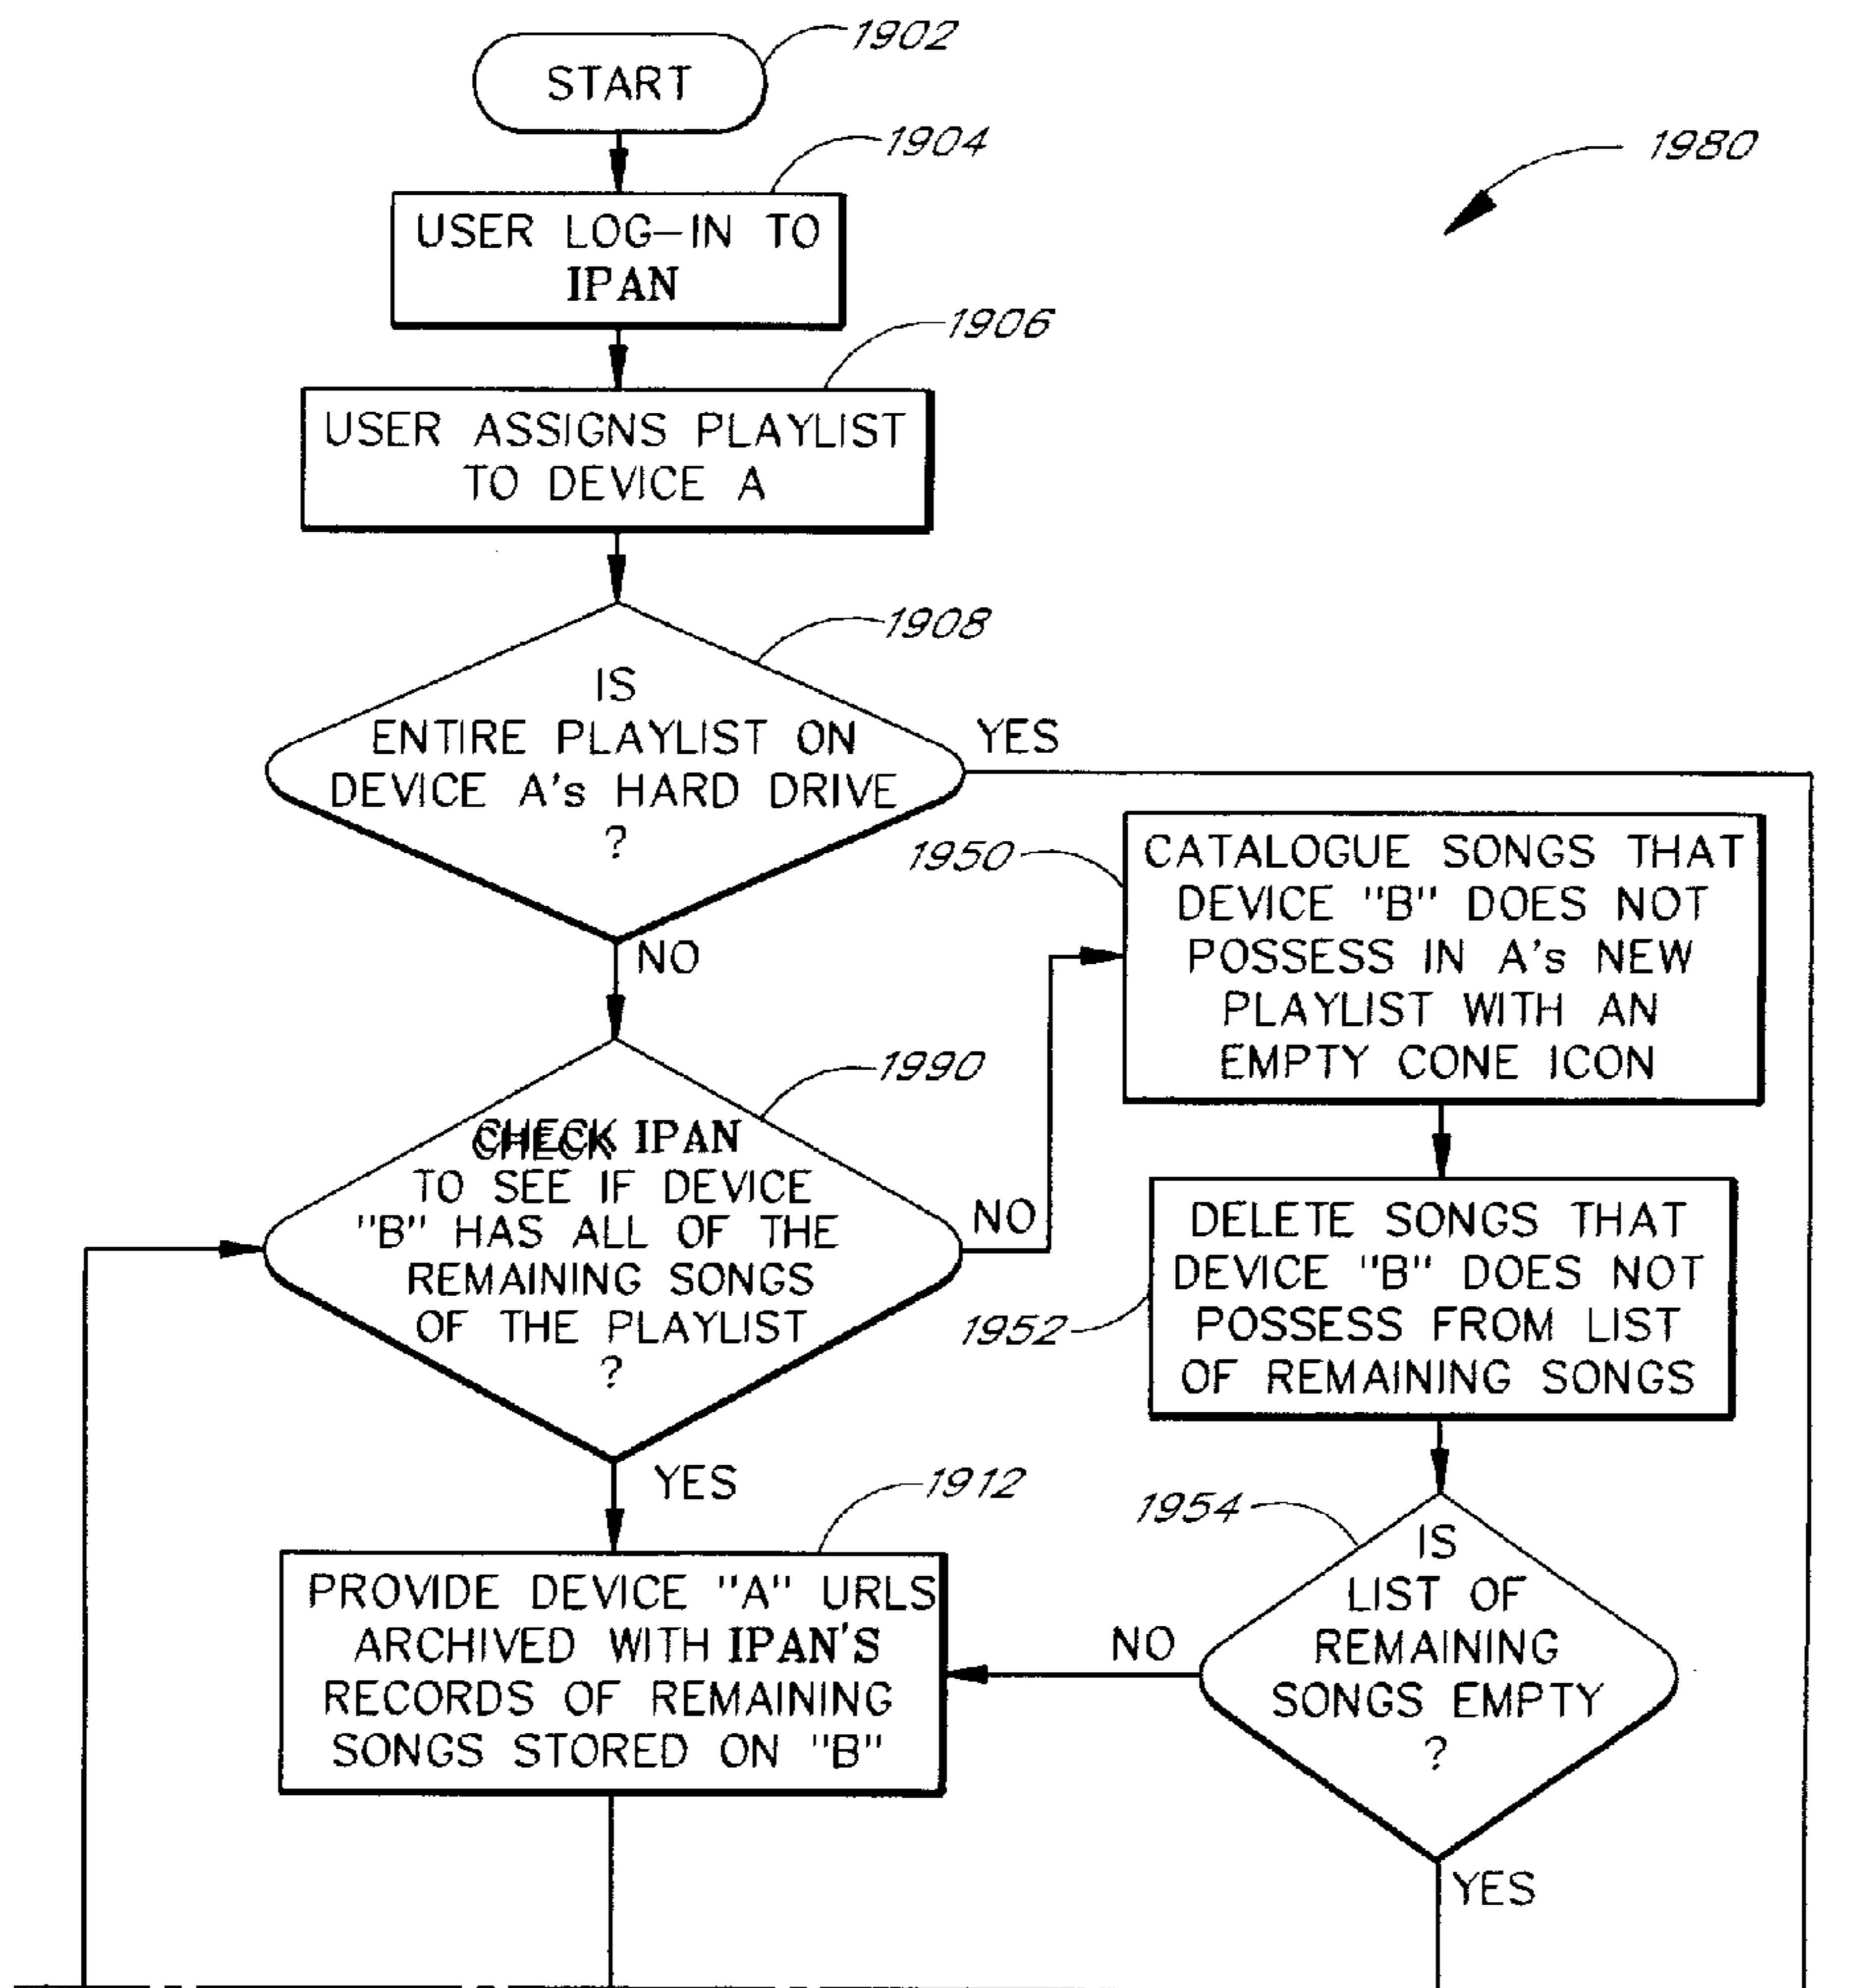 1902
START
1904
1980
USER LOG-IN TO
IPAN
1906
USER ASSIGNS PLAYLIST
TO DEVICE A
1908
IS
ENTIRE PLAYLIST ON
DEVICE A's HARD DRIVE
?
YES
NO
1950
CATALOGUE SONGS THAT
DEVICE "B" DOES NOT
POSSESS IN A's NEW
PLAYLIST WITH AN
EMPTY CONE ICON
1990
CHECK IPAN
TO SEE IF DEVICE
"B" HAS ALL OF THE
REMAINING SONGS
OF THE PLAYLIST
?
NO
YES
1952
DELETE SONGS THAT
DEVICE "B" DOES NOT
POSSESS FROM LIST
OF REMAINING SONGS
1912
PROVIDE DEVICE "A" URLS
ARCHIVED WITH IPAN'S
RECORDS OF REMAINING
SONGS STORED ON "B"
1954
IS
LIST OF
REMAINING
SONGS EMPTY
?
NO
YES